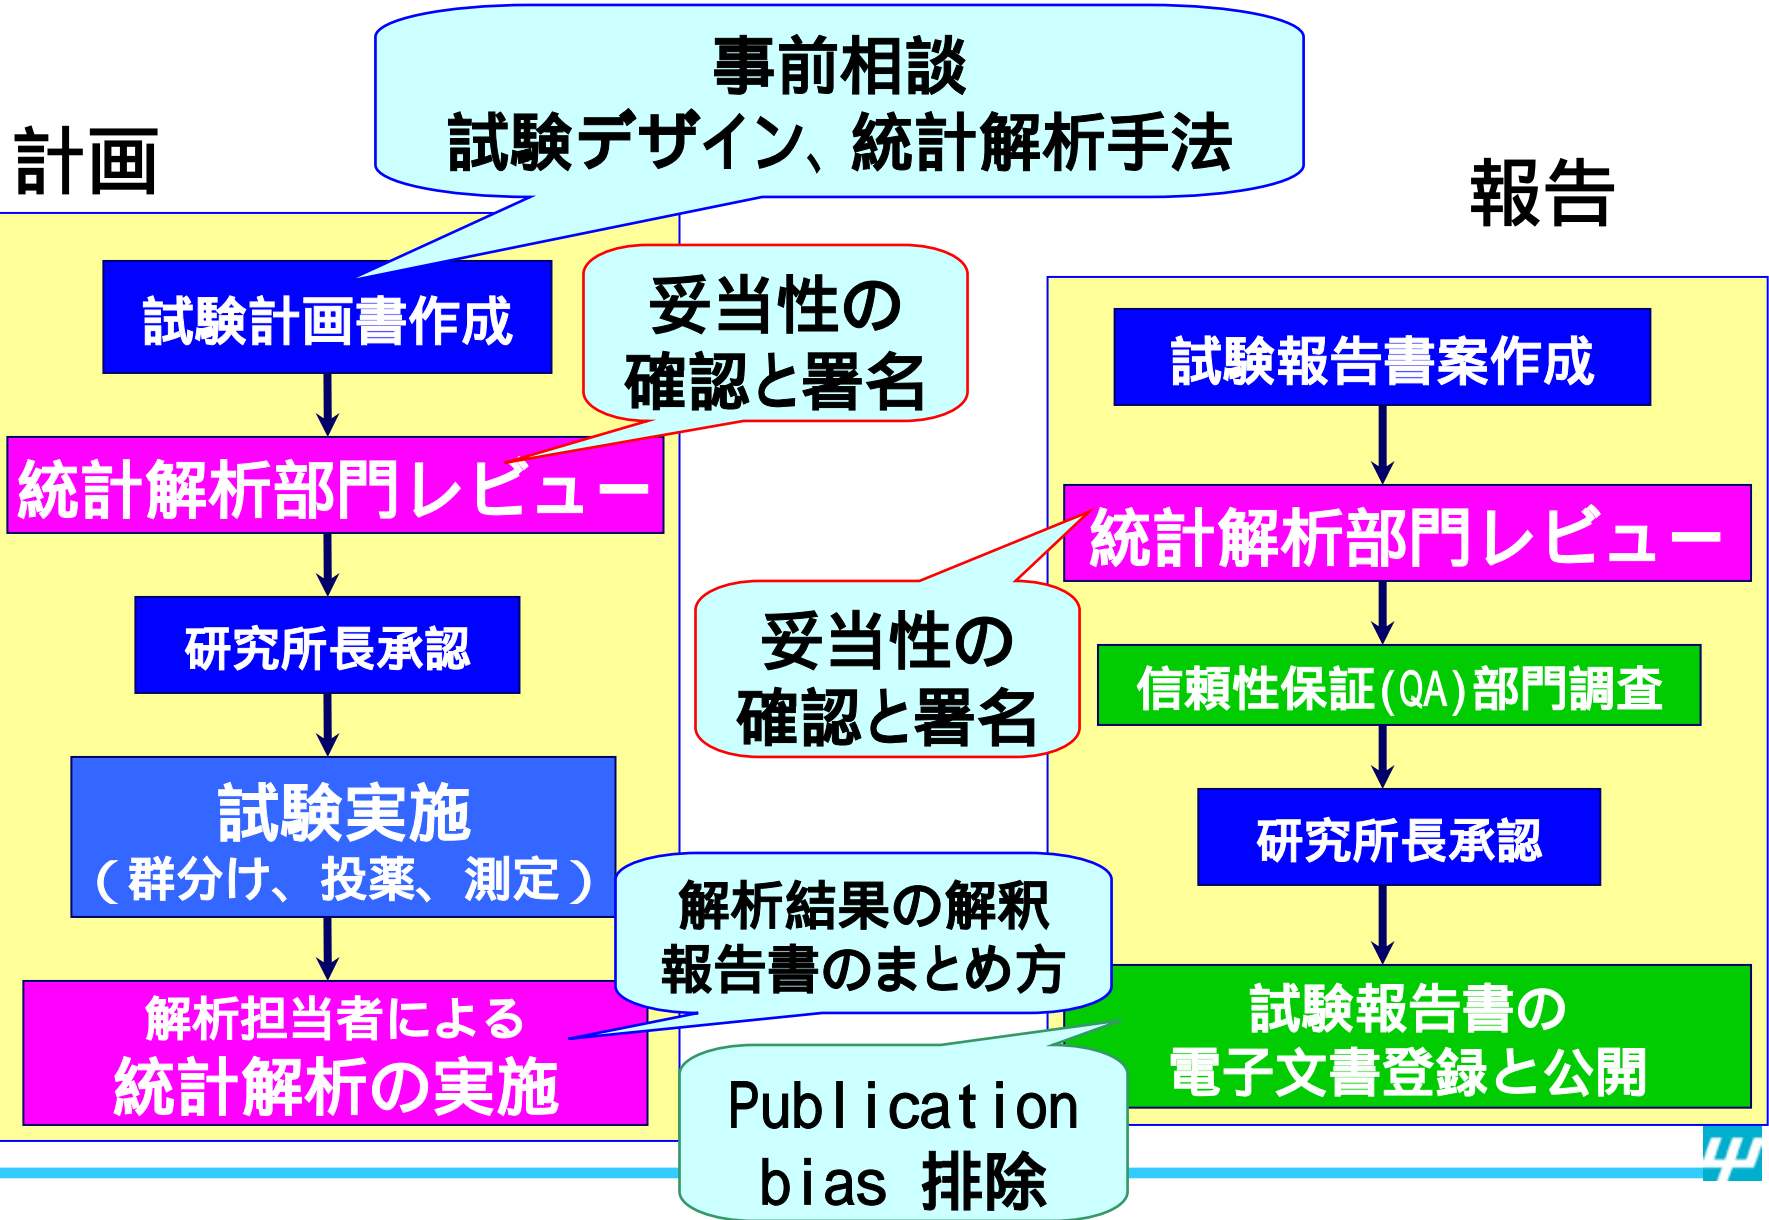 事前相談
試験デザイン、統計解析手法
計画
試験計画書作成
妥当性の
確認と署名
統計解析部門レビュー
研究所長承認
試験実施
（群分け、投薬、測定）
解析結果の解釈
報告書のまとめ方
解析担当者による
統計解析の実施
報告
試験報告書案作成
統計解析部門レビュー
妥当性の
確認と署名
信頼性保証(QA)部門調査
研究所長承認
試験報告書の
電子文書登録と公開
Publication
bias 排除